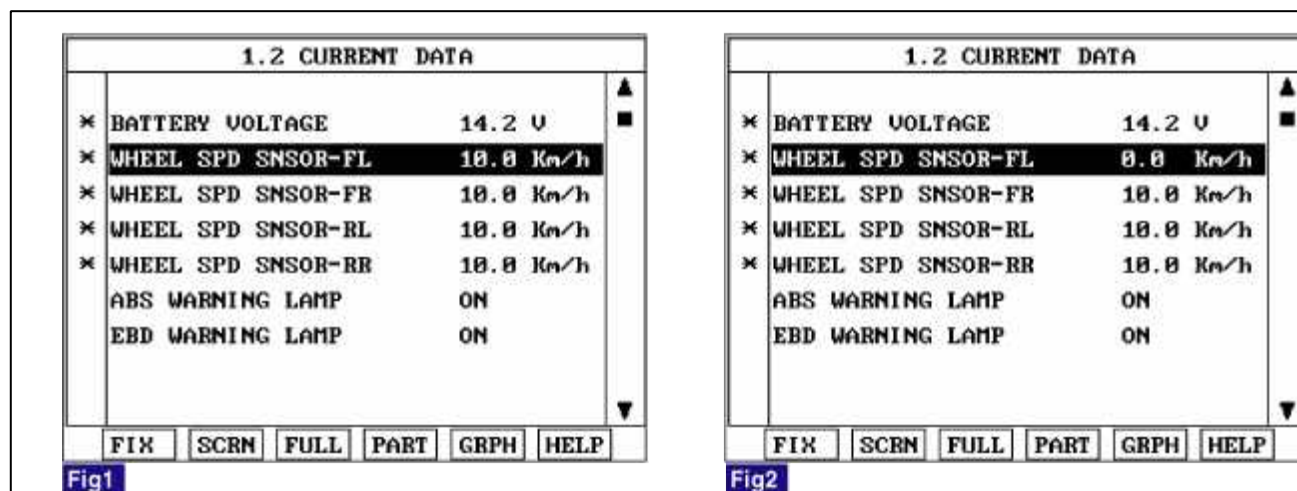 1.2 CURRENT DATA
* BATTERY VOLTAGE 14.2 V
* WHEEL SPD SNSOR-FL 10.0 Km/h
* WHEEL SPD SNSOR-FR 10.0 Km/h
* WHEEL SPD SNSOR-RL 10.0 Km/h
* WHEEL SPD SNSOR-RR 10.0 Km/h
ABS WARNING LAMP ON
EBD WARNING LAMP ON
FIX SCRN FULL PART GRPH HELP
Fig1
1.2 CURRENT DATA
* BATTERY VOLTAGE 14.2 V
* WHEEL SPD SNSOR-FL 0.0 Km/h
* WHEEL SPD SNSOR-FR 10.0 Km/h
* WHEEL SPD SNSOR-RL 10.0 Km/h
* WHEEL SPD SNSOR-RR 10.0 Km/h
ABS WARNING LAMP ON
EBD WARNING LAMP ON
FIX SCRN FULL PART GRPH HELP
Fig2